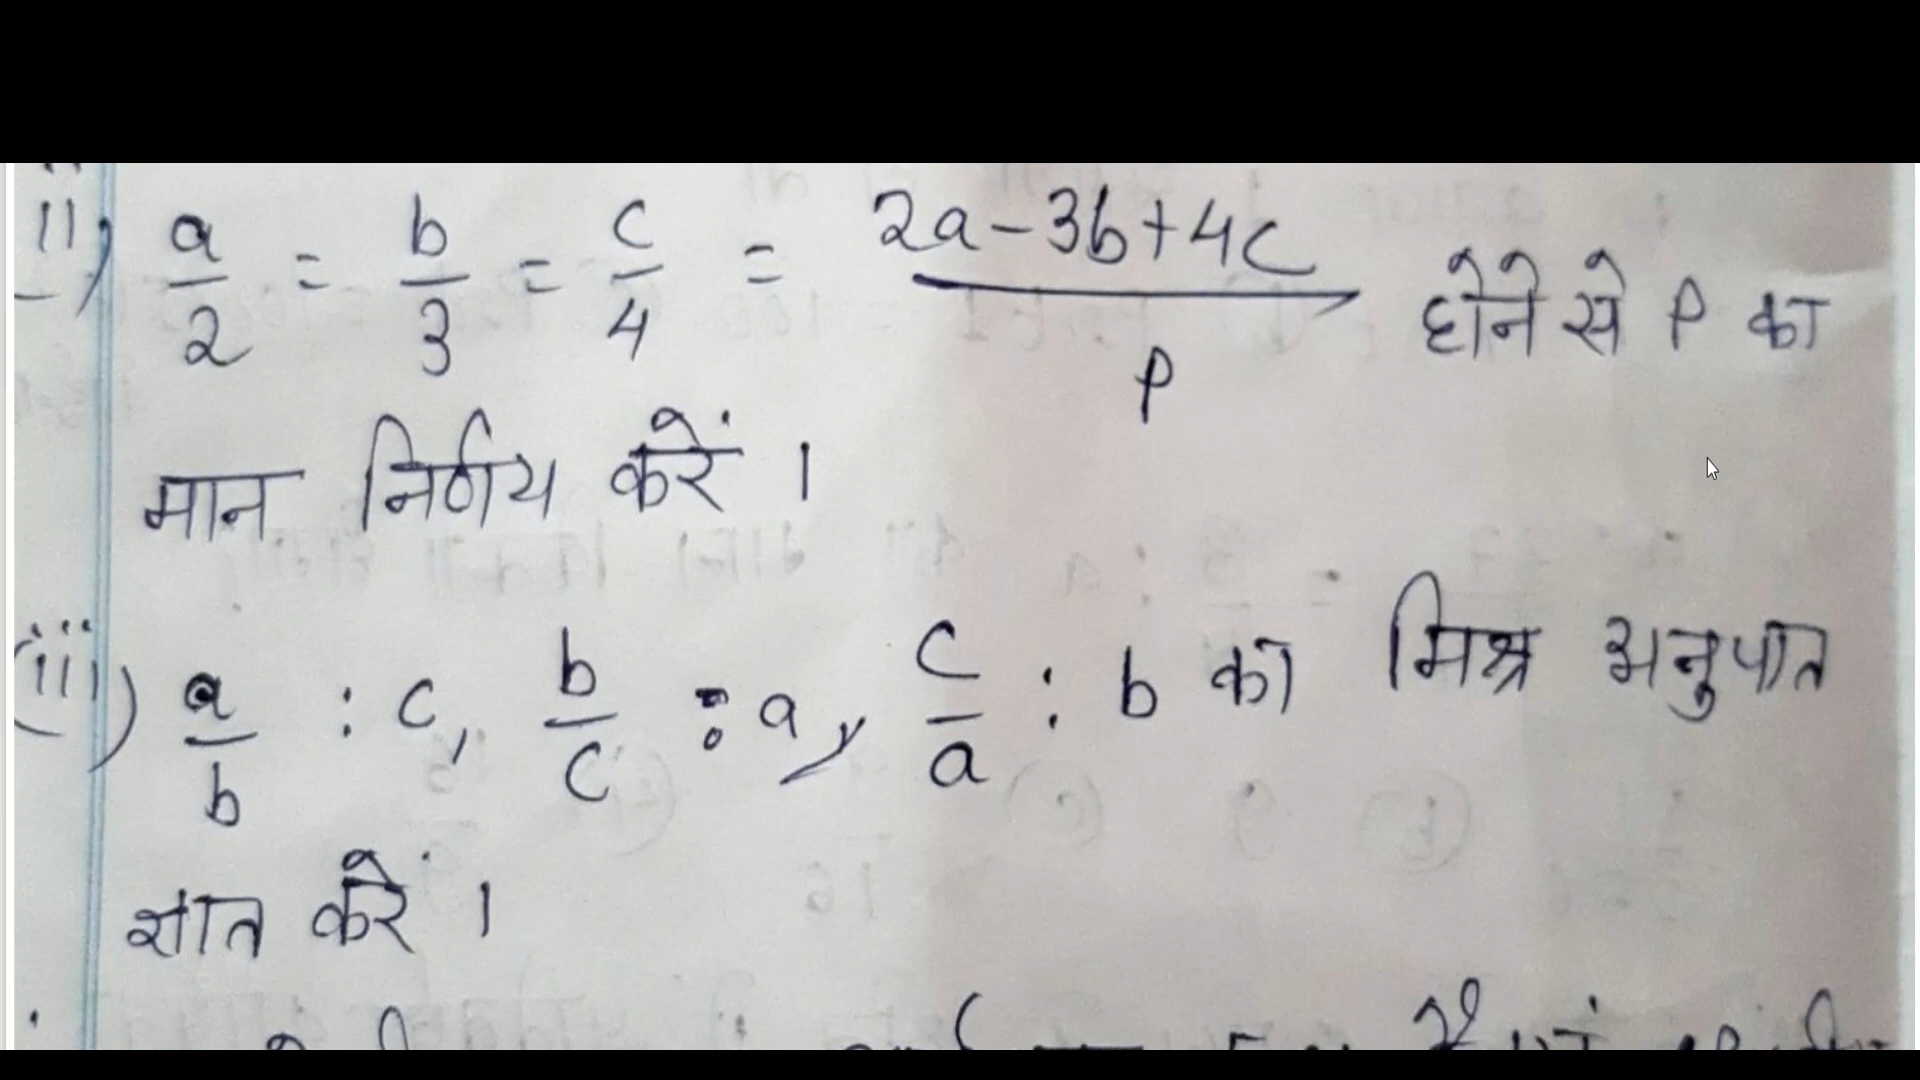 ii) a/2 = b/3 = c/4 = (2a-3b+4c)/P होने से P का
मान निर्णय करें ।
(iii) a/b : c, b/c : a, c/a : b का मिश्र अनुपात
ज्ञात करें ।